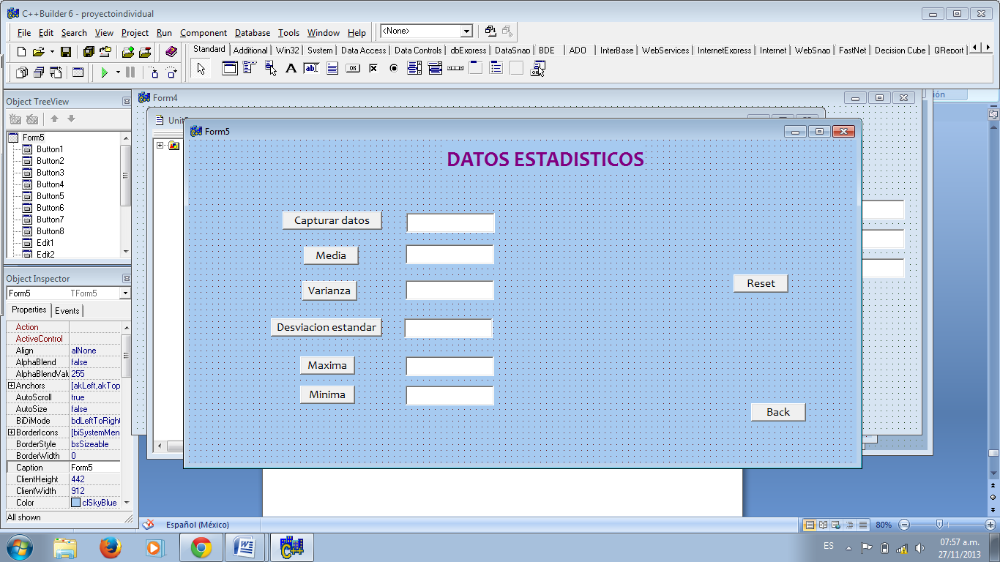 C++Builder 6 - proyectoindividual
File Edit Search View Project Run Component Database Tools Window Help
<None>
Standard Additional Win32 System Data Access Data Controls dbExpress DataSnap BDE ADO InterBase WebServices InternetExpress Internet WebSnap FastNet Decision Cube QReport
Object TreeView
Form5
Button1
Button2
Button3
Button4
Button5
Button6
Button7
Button8
Edit1
Edit2
Object Inspector
Form5 TForm5
Properties Events
Action
ActiveControl
Align alNone
AlphaBlend false
AlphaBlendValu 255
Anchors [akLeft,akTop
AutoScroll true
AutoSize false
BiDiMode bdLeftToRight
BorderIcons [biSystemMen
BorderStyle bsSizeable
BorderWidth 0
Caption Form5
ClientHeight 442
ClientWidth 912
Color clSkyBlue
All shown
Form4
Unit
Form5
DATOS ESTADISTICOS
Capturar datos
Media
Varianza
Desviacion estandar
Maxima
Minima
Reset
Back
ión
Español (México)
80%
ES
07:57 a.m.
27/11/2013